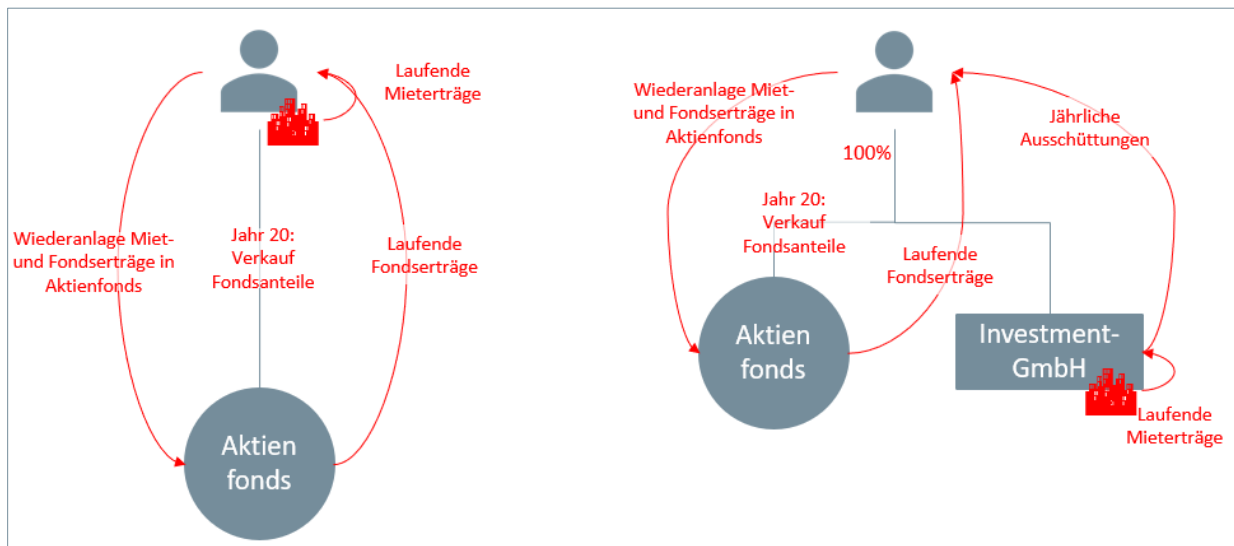 Laufende
Mieterträge
Wiederanlage Miet-
und Fondserträge in
Aktienfonds
Jahr 20:
Verkauf
Fondsanteile
Laufende
Fondserträge
Aktien
fonds
Wiederanlage Miet-
und Fondserträge in
Aktienfonds
100%
Jährliche
Ausschüttungen
Jahr 20:
Verkauf
Fondsanteile
Laufende
Fondserträge
Aktien
fonds
Investment-
GmbH
Laufende
Mieterträge